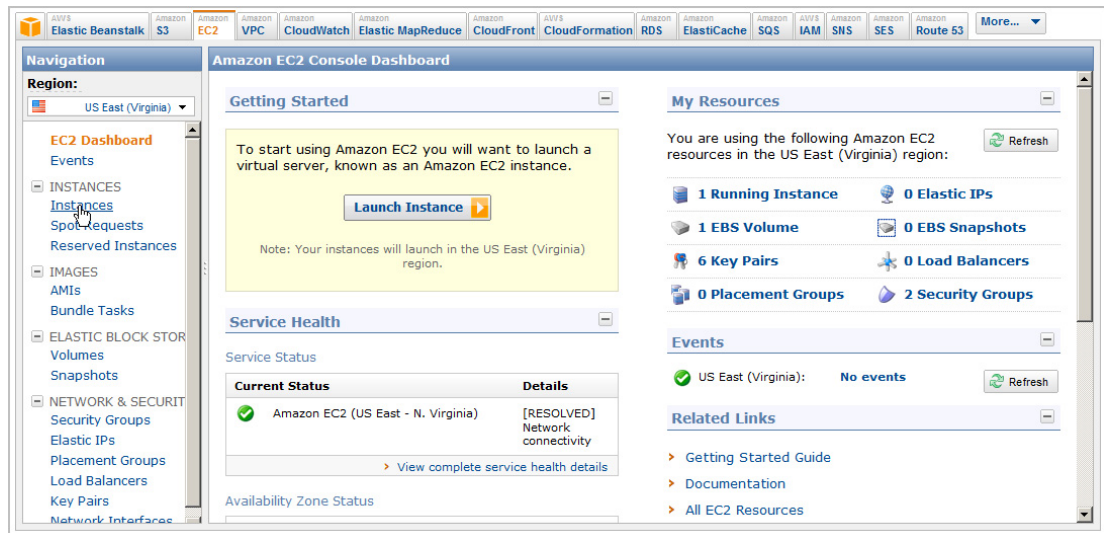 AWS Elastic Beanstalk
Amazon S3
Amazon EC2
Amazon VPC
Amazon CloudWatch
Amazon Elastic MapReduce
Amazon CloudFront
AWS CloudFormation
Amazon RDS
Amazon ElastiCache
Amazon SQS
AWS IAM
Amazon SNS
Amazon SES
Amazon Route 53
More...
Navigation
Region:
US East (Virginia)
EC2 Dashboard
Events
INSTANCES
Instances
Spot Requests
Reserved Instances
IMAGES
AMIs
Bundle Tasks
ELASTIC BLOCK STOR
Volumes
Snapshots
NETWORK & SECURIT
Security Groups
Elastic IPs
Placement Groups
Load Balancers
Key Pairs
Network Interfaces
Amazon EC2 Console Dashboard
Getting Started
To start using Amazon EC2 you will want to launch a
virtual server, known as an Amazon EC2 instance.
Launch Instance
Note: Your instances will launch in the US East (Virginia)
region.
Service Health
Service Status
Current Status Details
Amazon EC2 (US East - N. Virginia) [RESOLVED]
Network
connectivity
View complete service health details
Availability Zone Status
My Resources
You are using the following Amazon EC2
resources in the US East (Virginia) region:
Refresh
1 Running Instance 0 Elastic IPs
1 EBS Volume 0 EBS Snapshots
6 Key Pairs 0 Load Balancers
0 Placement Groups 2 Security Groups
Events
US East (Virginia): No events Refresh
Related Links
Getting Started Guide
Documentation
All EC2 Resources